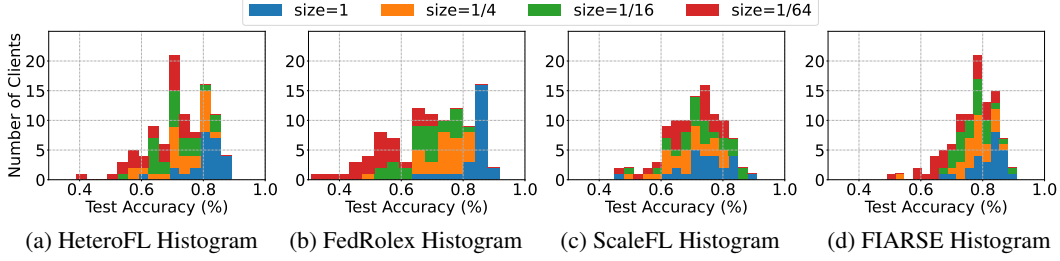 size=1 size=1/4 size=1/16 size=1/64
Number of Clients
20
15
10
5
0
0.4 0.6 0.8 1.0
Test Accuracy (%)
(a) HeteroFL Histogram
20
15
10
5
0
0.4 0.6 0.8 1.0
Test Accuracy (%)
(b) FedRolex Histogram
20
15
10
5
0
0.4 0.6 0.8 1.0
Test Accuracy (%)
(c) ScaleFL Histogram
20
15
10
5
0
0.4 0.6 0.8 1.0
Test Accuracy (%)
(d) FIARSE Histogram